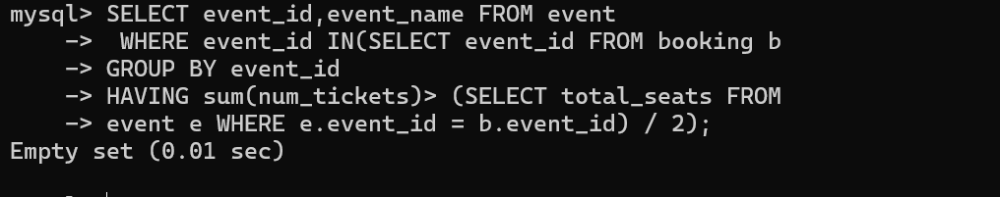 mysql> SELECT event_id,event_name FROM event
    -> WHERE event_id IN(SELECT event_id FROM booking b
    -> GROUP BY event_id
    -> HAVING sum(num_tickets)> (SELECT total_seats FROM
    -> event e WHERE e.event_id = b.event_id) / 2);
Empty set (0.01 sec)